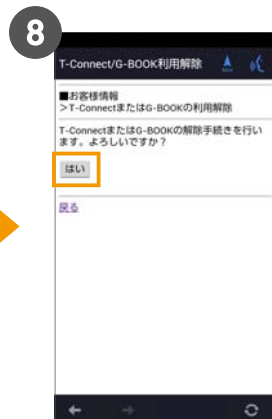 8
T-Connect/G-BOOK利用解除
■お客様情報
>T-ConnectまたはG-BOOKの利用解除
T-ConnectまたはG-BOOKの解除手続きを行い
ます。よろしいですか？
はい
戻る